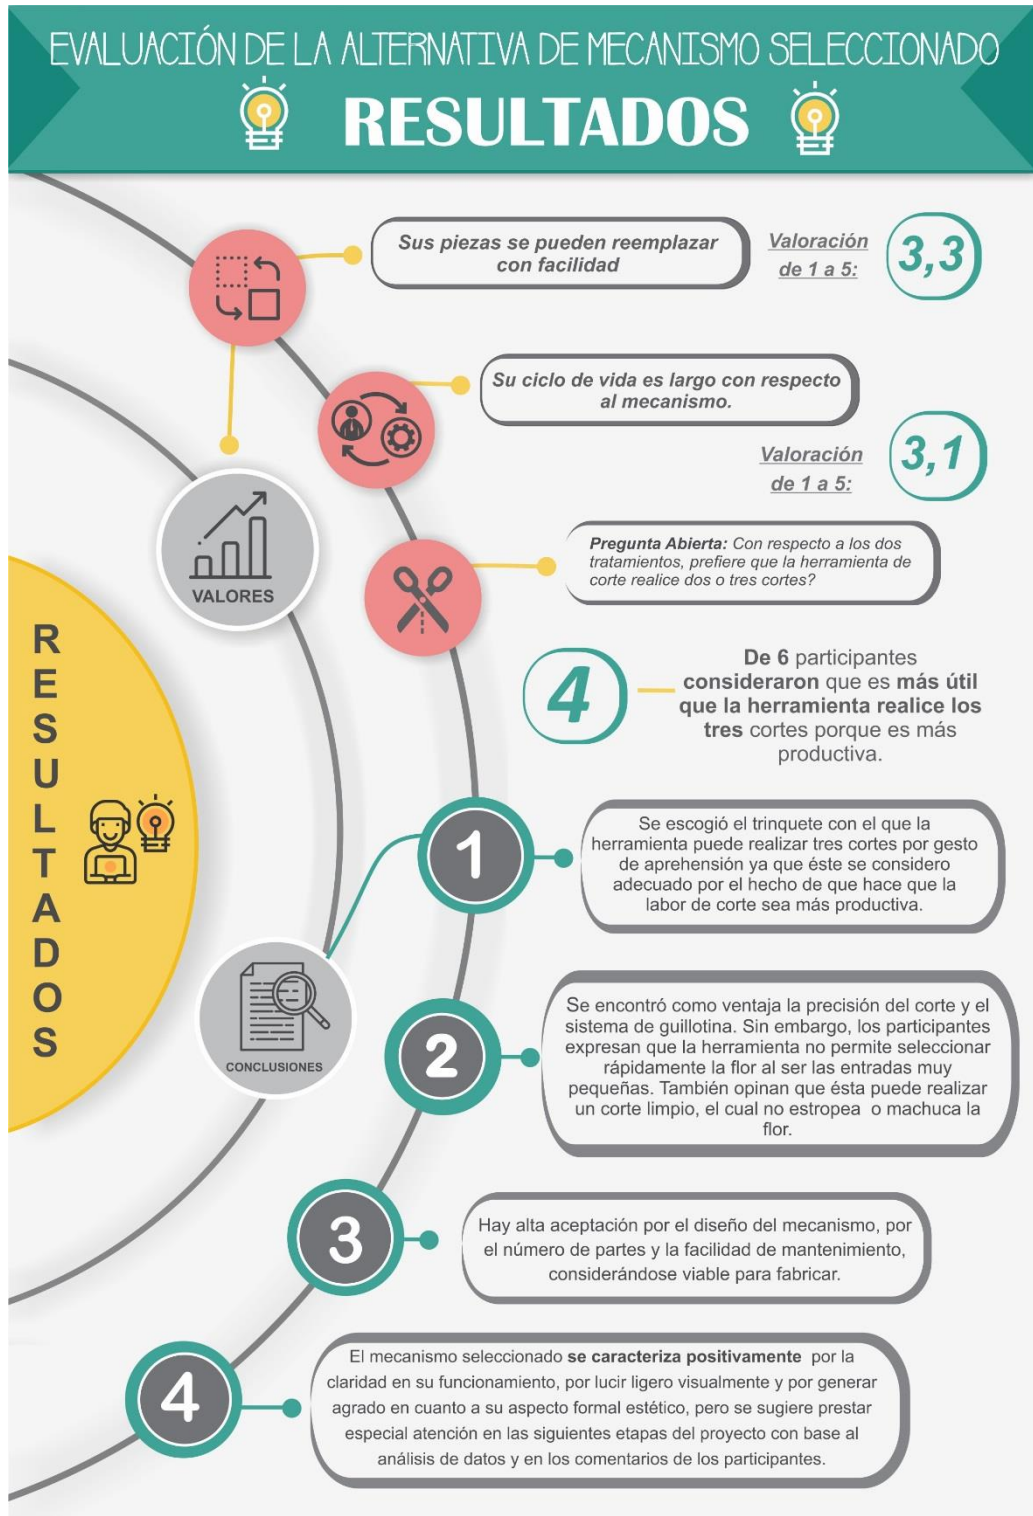 EVALUACIÓN DE LA ALTERNATIVA DE MECANISMO SELECCIONADO
RESULTADOS
Sus piezas se pueden reemplazar
con facilidad
Valoración
de 1 a 5:
3,3
Su ciclo de vida es largo con respecto
al mecanismo.
Valoración
de 1 a 5:
3,1
VALORES
Pregunta Abierta: Con respecto a los dos
tratamientos, prefiere que la herramienta de
corte realice dos o tres cortes?
4
De 6 participantes
consideraron que es más útil
que la herramienta realice los
tres cortes porque es más
productiva.
RESULTADOS
1
Se escogió el trinquete con el que la
herramienta puede realizar tres cortes por gesto
de aprehensión ya que éste se considero
adecuado por el hecho de que hace que la
labor de corte sea más productiva.
CONCLUSIONES
2
Se encontró como ventaja la precisión del corte y el
sistema de guillotina. Sin embargo, los participantes
expresan que la herramienta no permite seleccionar
rápidamente la flor al ser las entradas muy
pequeñas. También opinan que ésta puede realizar
un corte limpio, el cual no estropea o machuca la
flor.
3
Hay alta aceptación por el diseño del mecanismo, por
el número de partes y la facilidad de mantenimiento,
considerándose viable para fabricar.
4
El mecanismo seleccionado se caracteriza positivamente por la
claridad en su funcionamiento, por lucir ligero visualmente y por generar
agrado en cuanto a su aspecto formal estético, pero se sugiere prestar
especial atención en las siguientes etapas del proyecto con base al
análisis de datos y en los comentarios de los participantes.